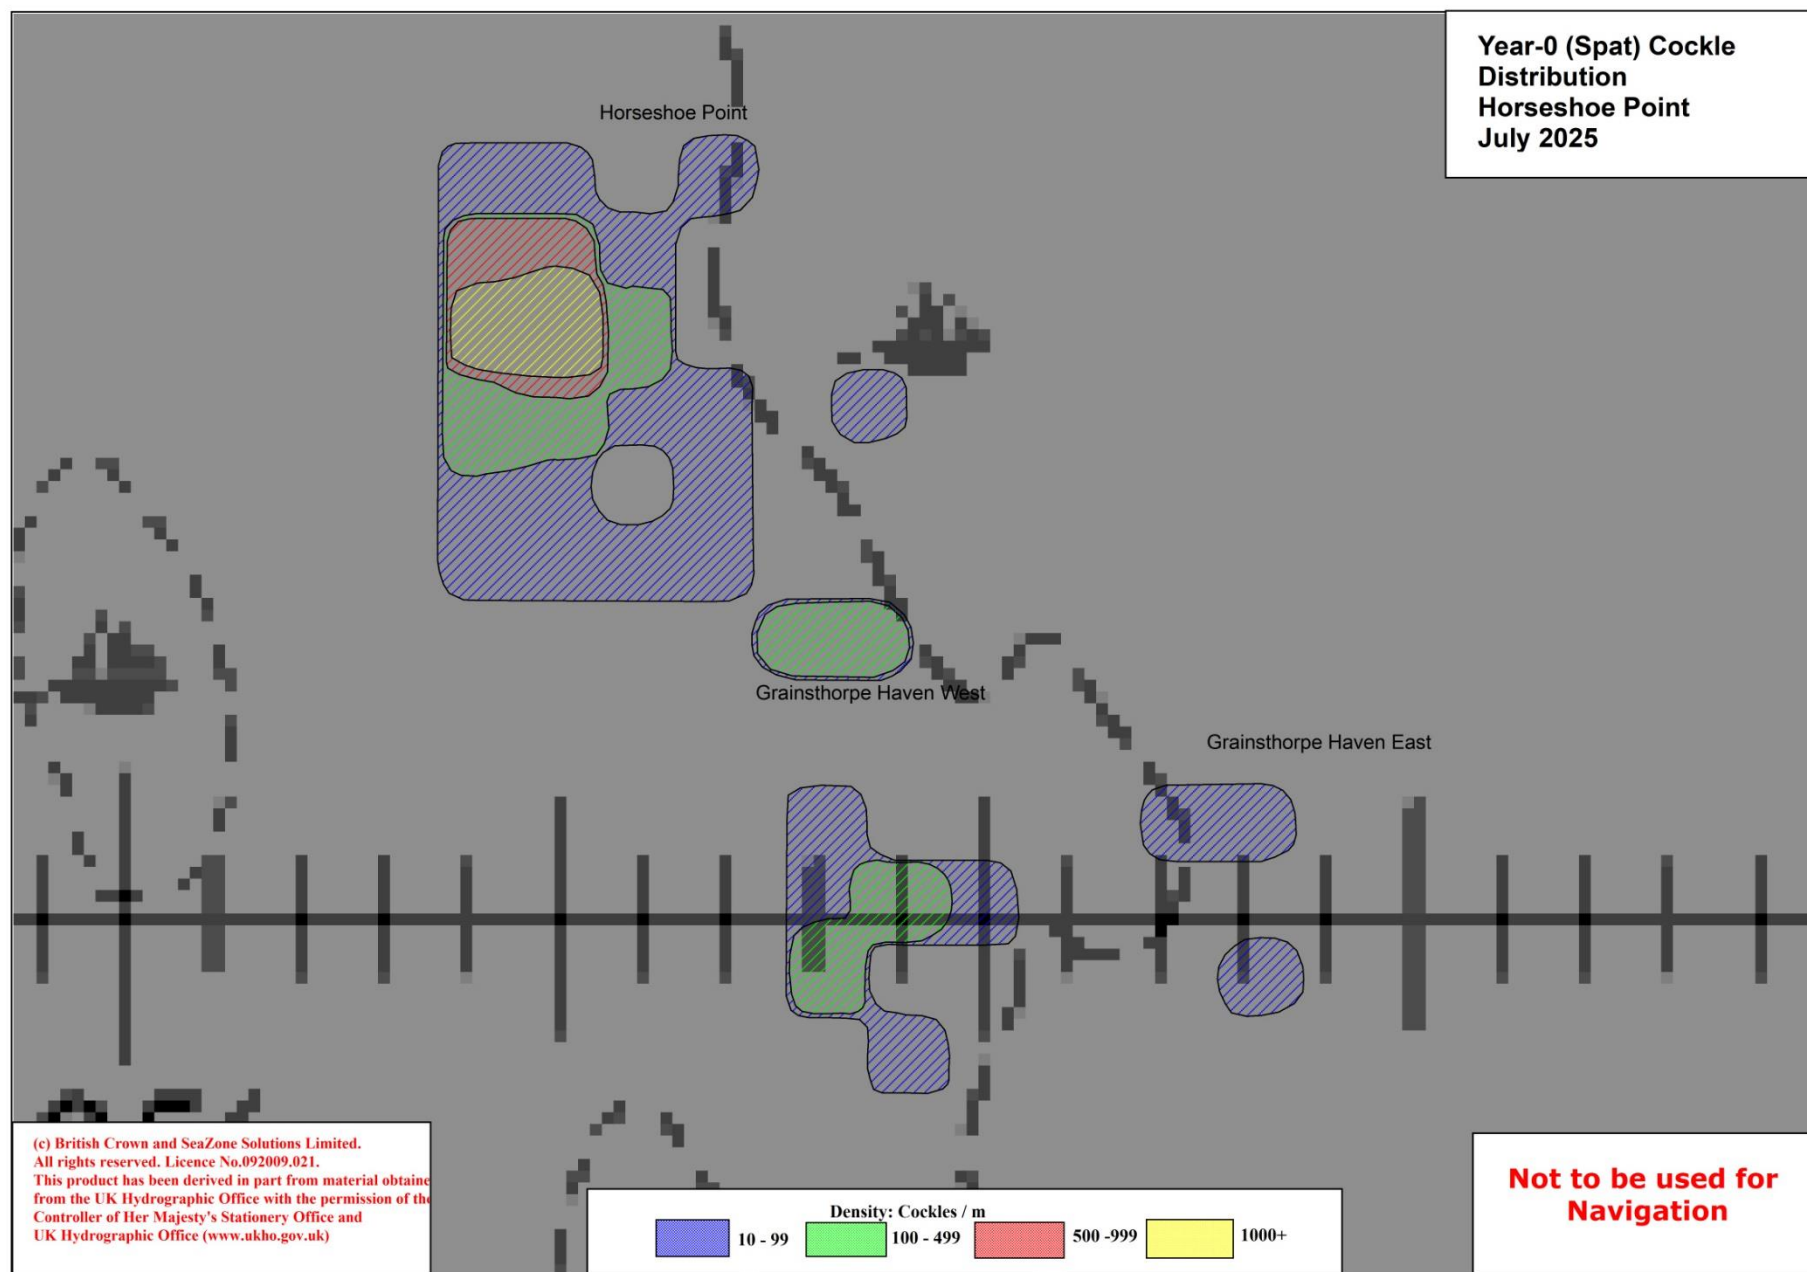 Year-0 (Spat) Cockle
Distribution
Horseshoe Point
July 2025
Horseshoe Point
Grainsthorpe Haven West
Grainsthorpe Haven East
(c) British Crown and SeaZone Solutions Limited.
All rights reserved. Licence No.092009.021.
This product has been derived in part from material obtaine
from the UK Hydrographic Office with the permission of the
Controller of Her Majesty's Stationery Office and
UK Hydrographic Office (www.ukho.gov.uk)
Density: Cockles / m
10 - 99
100 - 499
500 -999
1000+
Not to be used for
Navigation